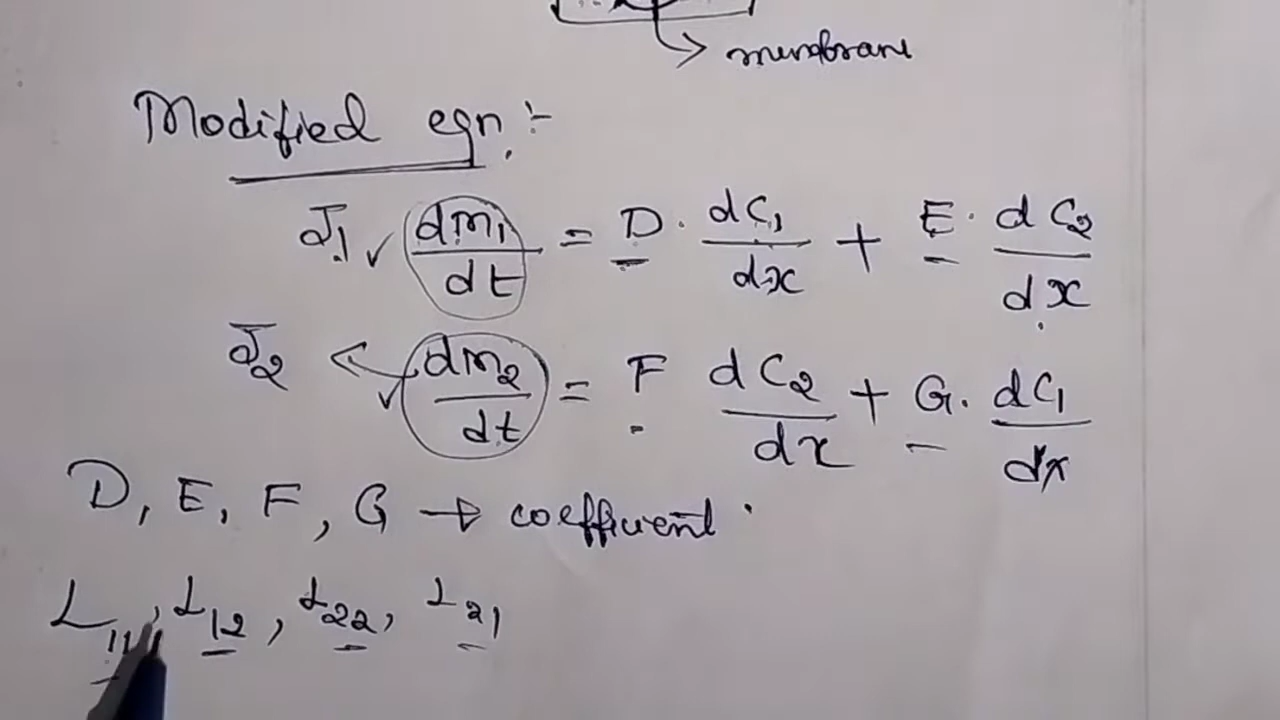 membrane
Modified eqn :-
J1 dm1/dt = D · dC1/dx + E · dC2/dx
J2 ← dm2/dt = F dC2/dx + G · dC1/dx
D, E, F, G → coefficient ·
L11, L12, L22, L21